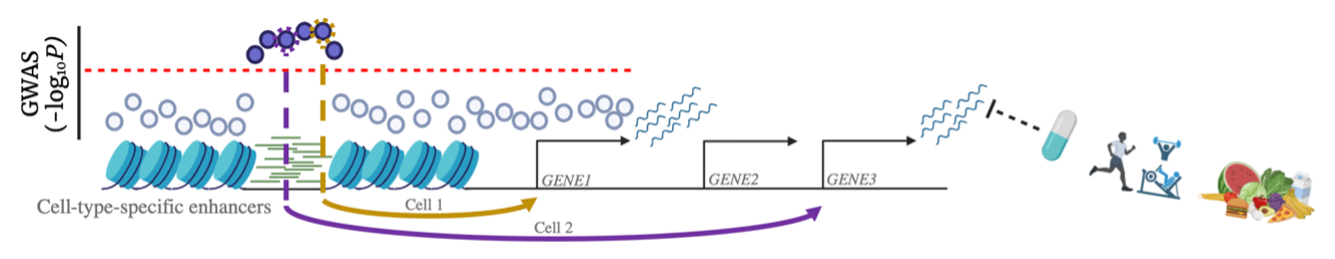 GWAS
(−log₁₀P)
GENE1
GENE2
GENE3
Cell-type-specific enhancers
Cell 1
Cell 2